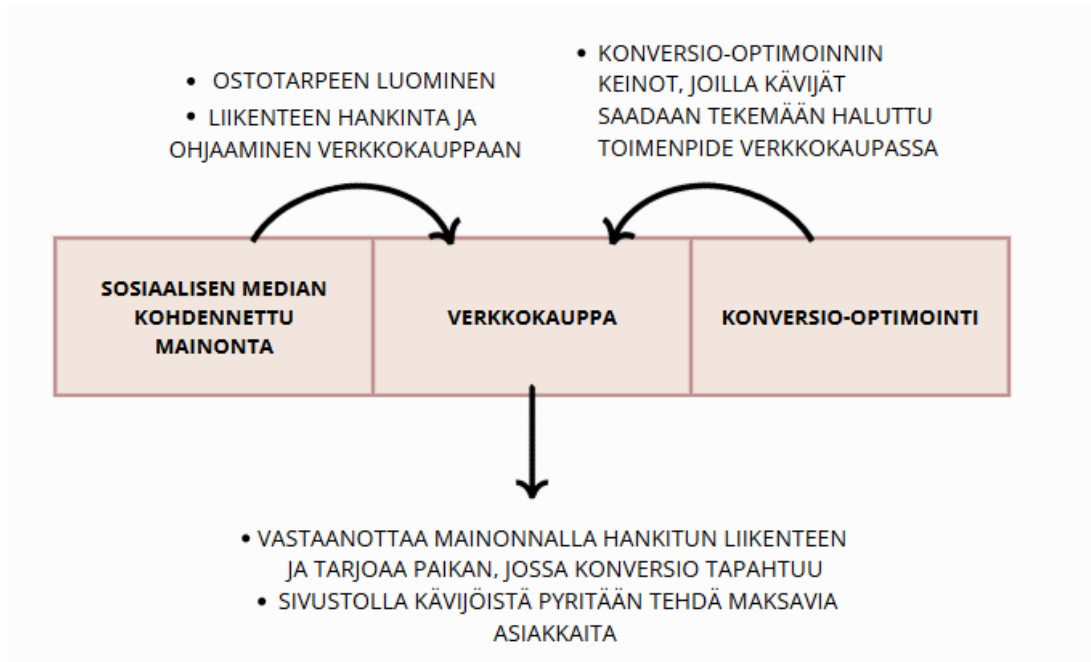 • OSTOTARPEEN LUOMINEN
• LIIKENTEEN HANKINTA JA
OHJAAMINEN VERKKOKAUPPAAN
• KONVERSIO-OPTIMOINNIN
KEINOT, JOILLA KÄVIJÄT
SAADAAN TEKEMÄÄN HALUTTU
TOIMENPIDE VERKKOKAUPASSA
SOSIAALISEN MEDIAN
KOHDENNETTU
MAINONTA
VERKKOKAUPPA
KONVERSIO-OPTIMOINTI
• VASTAANOTTAA MAINONNALLA HANKITUN LIIKENTEEN
JA TARJOAA PAIKAN, JOSSA KONVERSIO TAPAHTUU
• SIVUSTOLLA KÄVIJÖISTÄ PYRITÄÄN TEHDÄ MAKSAVIA
ASIAKKAITA